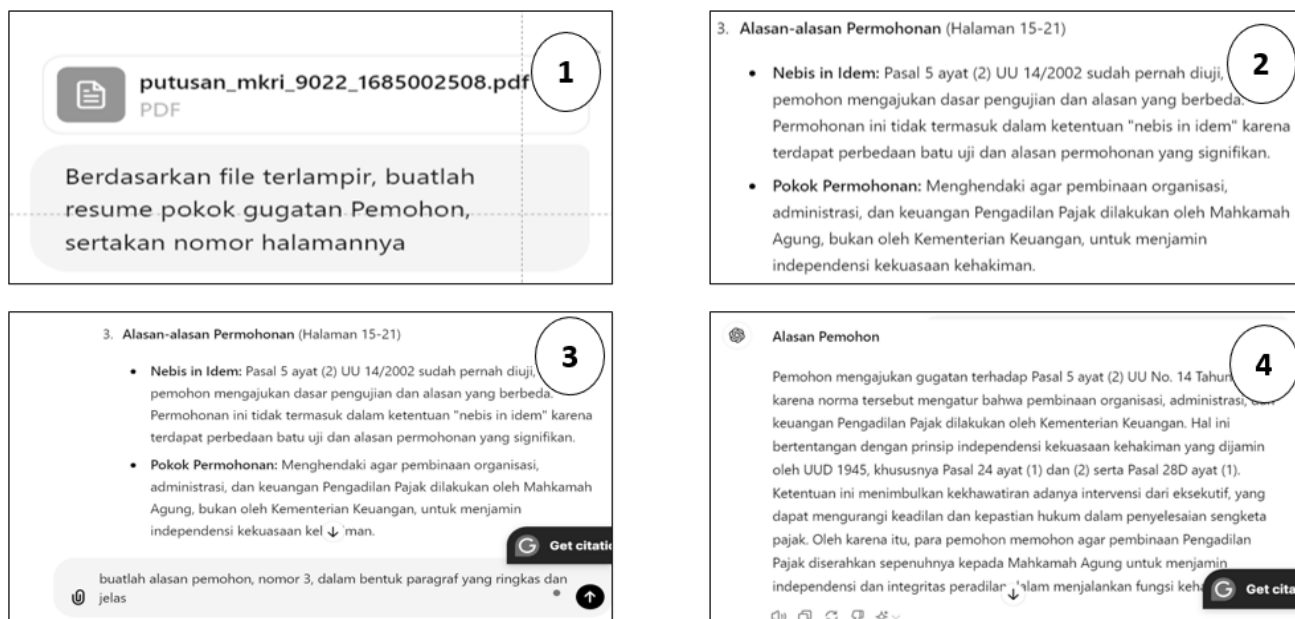 1
putusan_mkri_9022_1685002508.pdf
PDF
Berdasarkan file terlampir, buatlah
resume pokok gugatan Pemohon,
sertakan nomor halamannya
2
3. Alasan-alasan Permohonan (Halaman 15-21)
• Nebis in Idem: Pasal 5 ayat (2) UU 14/2002 sudah pernah diuji,
pemohon mengajukan dasar pengujian dan alasan yang berbeda.
Permohonan ini tidak termasuk dalam ketentuan "nebis in idem" karena
terdapat perbedaan batu uji dan alasan permohonan yang signifikan.
• Pokok Permohonan: Menghendaki agar pembinaan organisasi,
administrasi, dan keuangan Pengadilan Pajak dilakukan oleh Mahkamah
Agung, bukan oleh Kementerian Keuangan, untuk menjamin
independensi kekuasaan kehakiman.
3
3. Alasan-alasan Permohonan (Halaman 15-21)
• Nebis in Idem: Pasal 5 ayat (2) UU 14/2002 sudah pernah diuji,
pemohon mengajukan dasar pengujian dan alasan yang berbeda.
Permohonan ini tidak termasuk dalam ketentuan "nebis in idem" karena
terdapat perbedaan batu uji dan alasan permohonan yang signifikan.
• Pokok Permohonan: Menghendaki agar pembinaan organisasi,
administrasi, dan keuangan Pengadilan Pajak dilakukan oleh Mahkamah
Agung, bukan oleh Kementerian Keuangan, untuk menjamin
independensi kekuasaan man.
Get
buatlah alasan pemohon, nomor 3, dalam bentuk paragraf yang ringkas dan
jelas
4
Alasan Pemohon
Pemohon mengajukan gugatan terhadap Pasal 5 ayat (2) UU No. 14 Tahun
karena norma tersebut mengatur bahwa pembinaan organisasi, administrasi,
keuangan Pengadilan Pajak dilakukan oleh Kementerian Keuangan. Hal ini
bertentangan dengan prinsip independensi kekuasaan kehakiman yang dijamin
oleh UUD 1945, khususnya Pasal 24 ayat (1) dan (2) serta Pasal 28D ayat (1).
Ketentuan ini menimbulkan kekhawatiran adanya intervensi dari eksekutif, yang
dapat mengurangi keadilan dan kepastian hukum dalam penyelesaian sengketa
pajak. Oleh karena itu, para pemohon memohon agar pembinaan Pengadilan
Pajak diserahkan sepenuhnya kepada Mahkamah Agung untuk menjamin
independensi dan integritas peradilan dalam menjalankan fungsi
Get